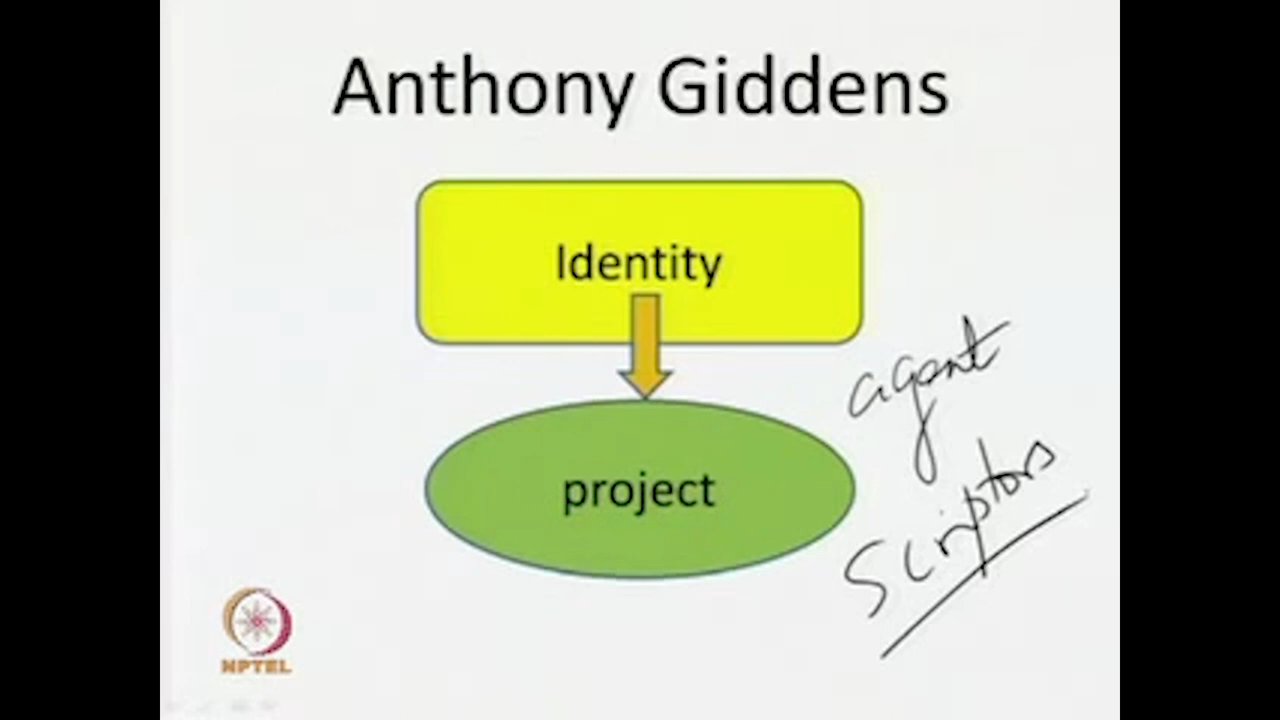 Anthony Giddens
Identity
project
agent
Scriptors
NPTEL